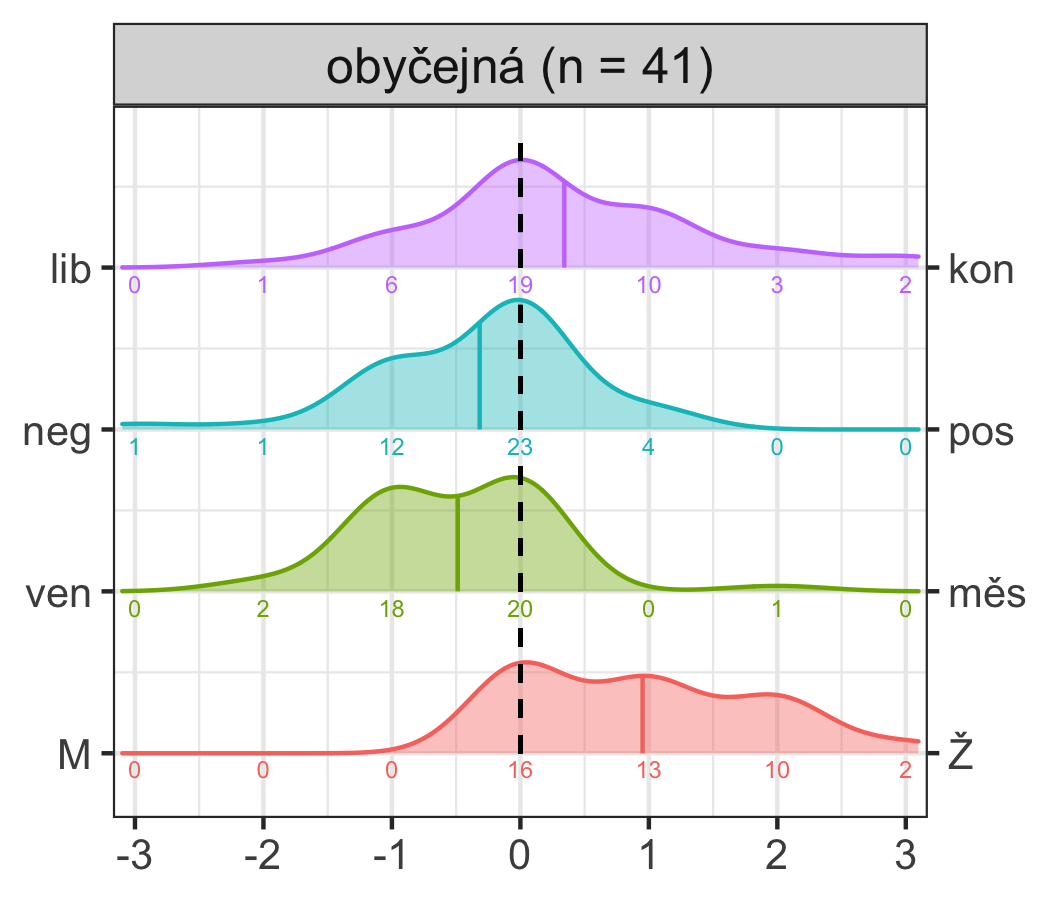 obyčejná (n = 41)
lib kon
0 1 6 19 10 3 2
neg pos
1 1 12 23 4 0 0
ven měs
0 2 18 20 0 1 0
M Ž
0 0 0 16 13 10 2
-3 -2 -1 0 1 2 3